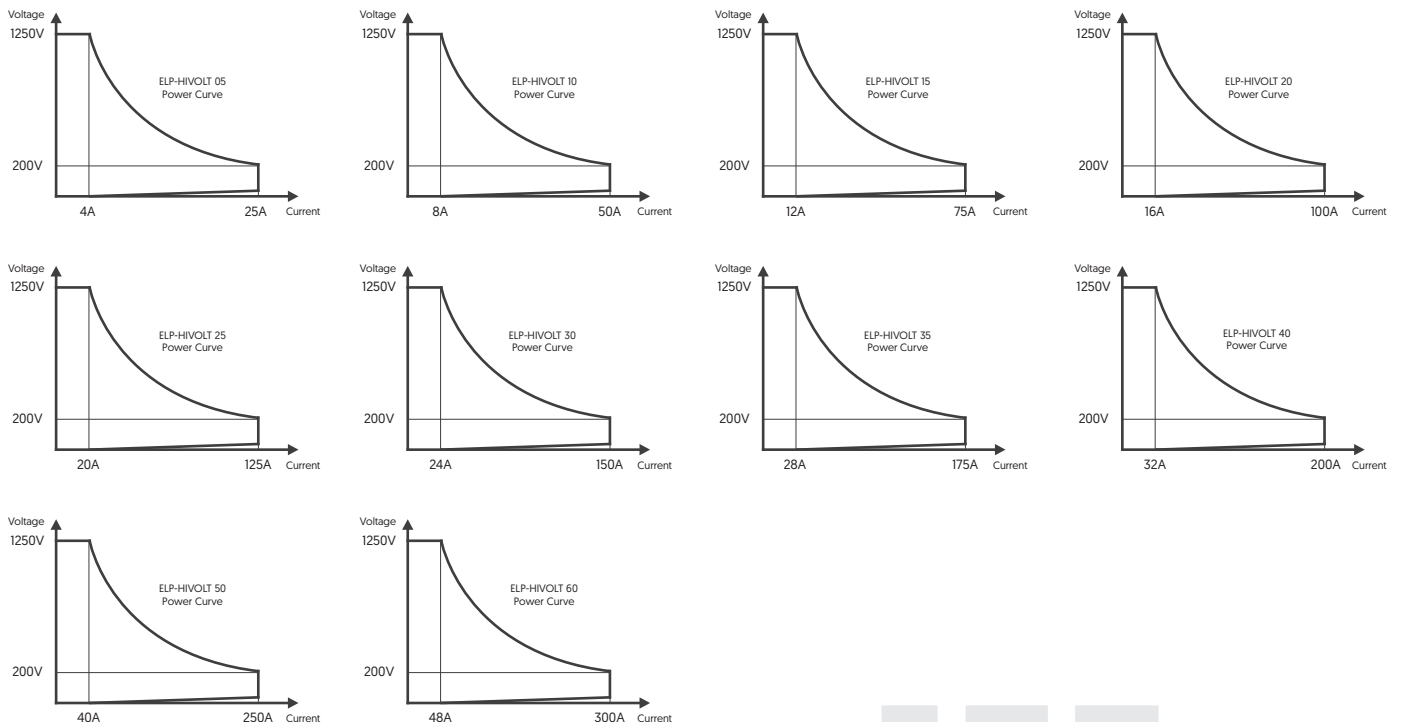 Voltage
1250V
ELP-HIVOLT 05
Power Curve
200V
4A
25A
Current
Voltage
1250V
ELP-HIVOLT 10
Power Curve
200V
8A
50A
Current
Voltage
1250V
ELP-HIVOLT 15
Power Curve
200V
12A
75A
Current
Voltage
1250V
ELP-HIVOLT 20
Power Curve
200V
16A
100A
Current
Voltage
1250V
ELP-HIVOLT 25
Power Curve
200V
20A
125A
Current
Voltage
1250V
ELP-HIVOLT 30
Power Curve
200V
24A
150A
Current
Voltage
1250V
ELP-HIVOLT 35
Power Curve
200V
28A
175A
Current
Voltage
1250V
ELP-HIVOLT 40
Power Curve
200V
32A
200A
Current
Voltage
1250V
ELP-HIVOLT 50
Power Curve
200V
40A
250A
Current
Voltage
1250V
ELP-HIVOLT 60
Power Curve
200V
48A
300A
Current